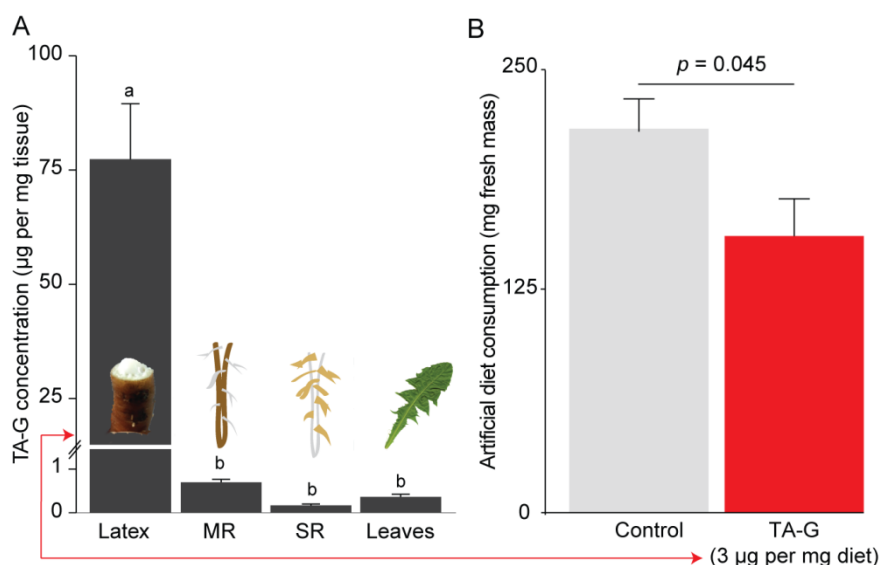 A
TA-G concentration (µg per mg tissue)
100
75
50
25
1
0
a
b
b
b
Latex
MR
SR
Leaves
B
Artificial diet consumption (mg fresh mass)
250
125
0
p = 0.045
Control
TA-G
(3 µg per mg diet)